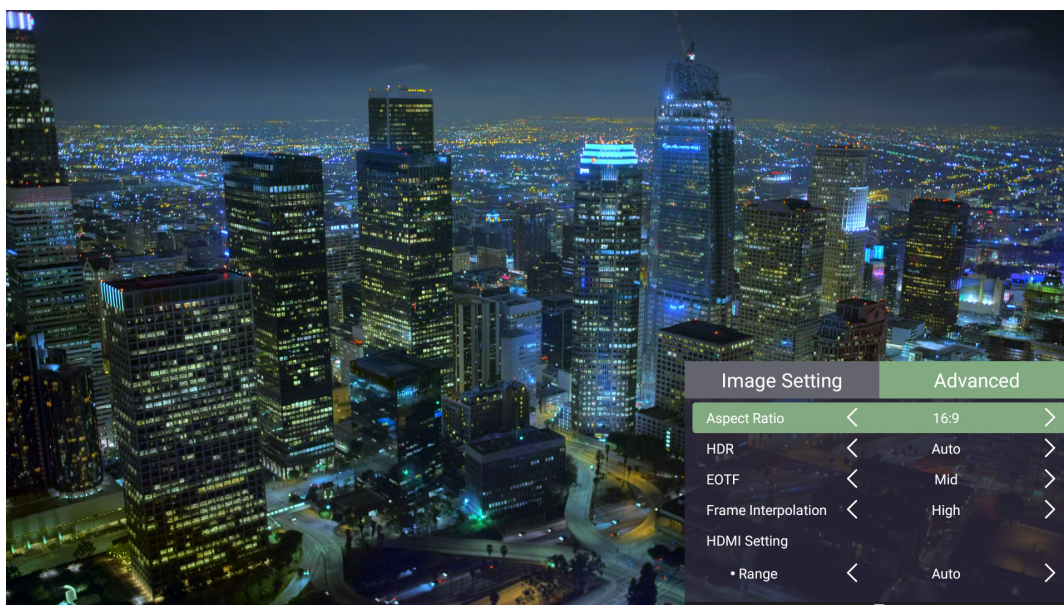 Image Setting Advanced
Aspect Ratio 16:9
HDR Auto
EOTF Mid
Frame Interpolation High
HDMI Setting
• Range Auto